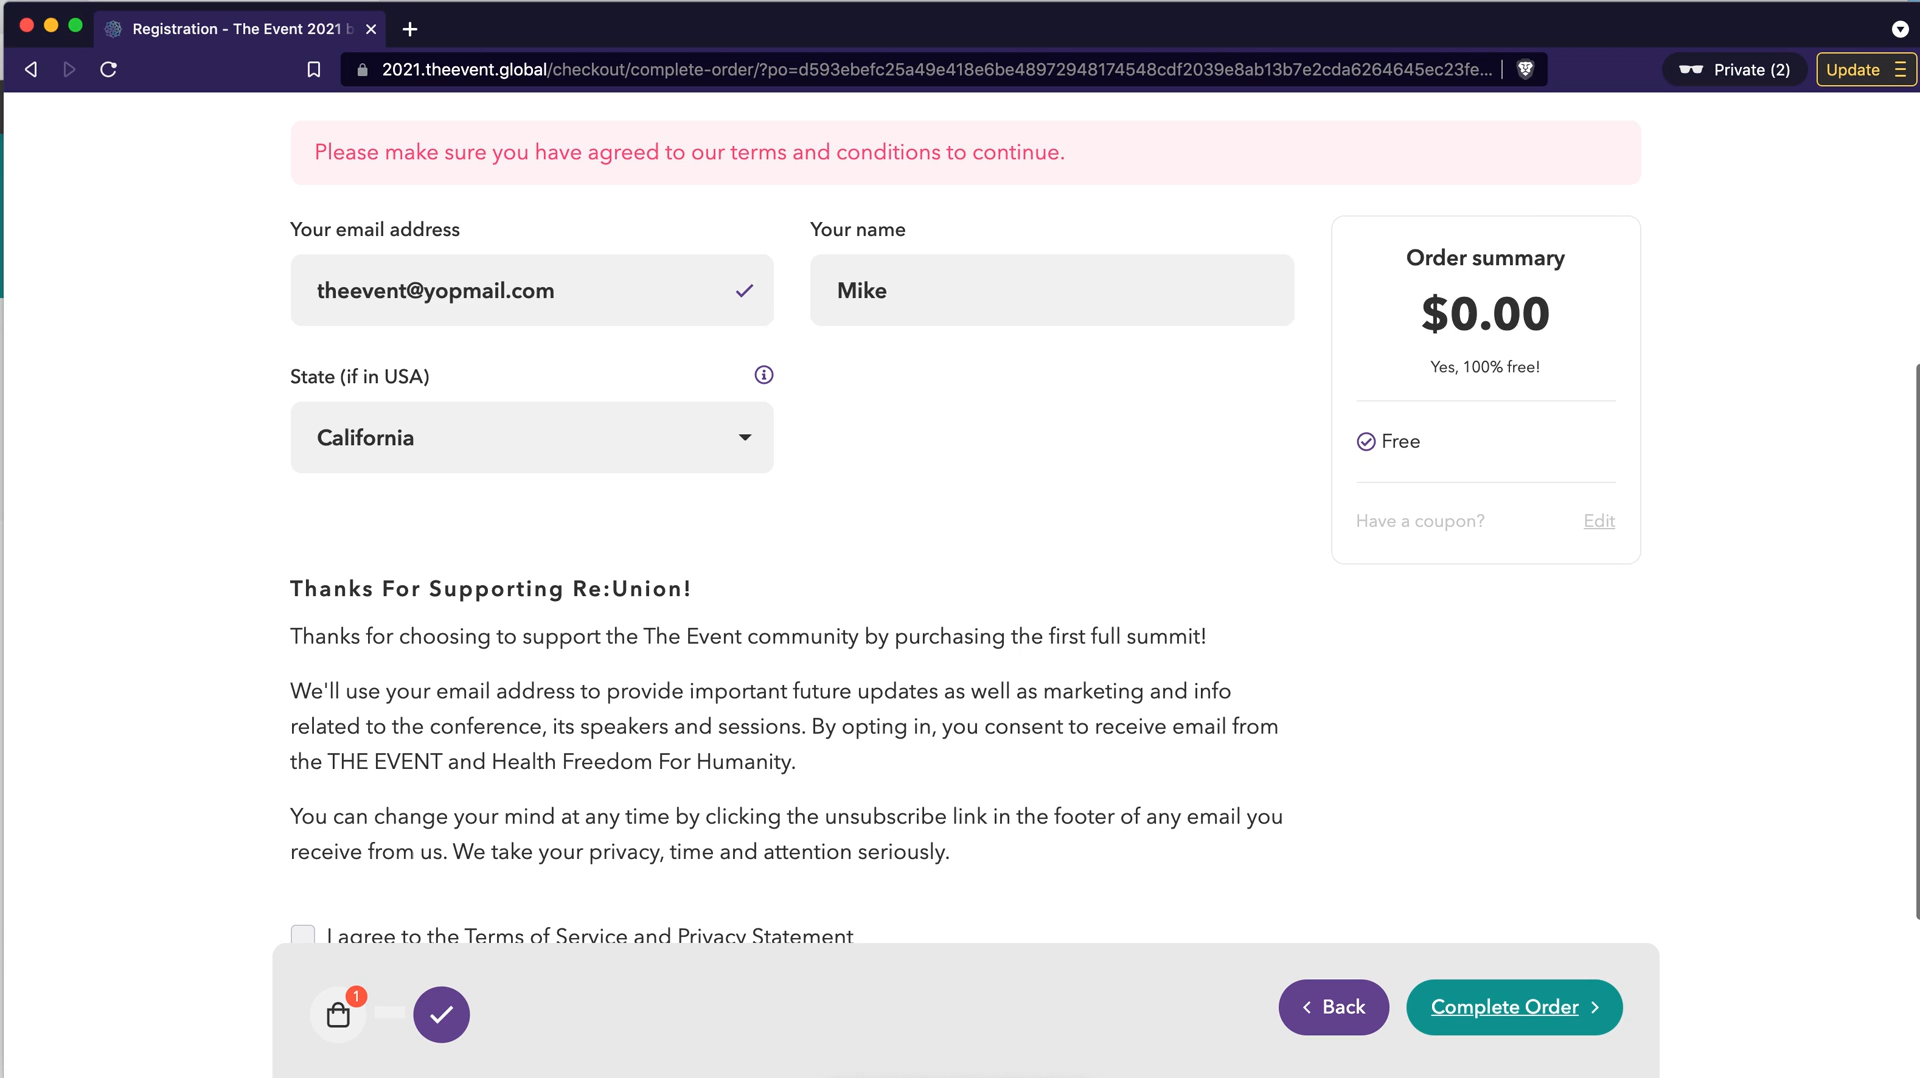 Registration - The Event 2021 b
2021.theevent.global/checkout/complete-order/?po=d593ebefc25a49e418e6be48972948174548cdf2039e8ab13b7e2cda6264645ec23fe...
Private (2)
Update
Please make sure you have agreed to our terms and conditions to continue.
Your email address
Your name
theevent@yopmail.com
Mike
State (if in USA)
California
Order summary
$0.00
Yes, 100% free!
Free
Have a coupon?
Edit
Thanks For Supporting Re:Union!
Thanks for choosing to support the The Event community by purchasing the first full summit!
We'll use your email address to provide important future updates as well as marketing and info
related to the conference, its speakers and sessions. By opting in, you consent to receive email from
the THE EVENT and Health Freedom For Humanity.
You can change your mind at any time by clicking the unsubscribe link in the footer of any email you
receive from us. We take your privacy, time and attention seriously.
I agree to the Terms of Service and Privacy Statement
1
Back
Complete Order